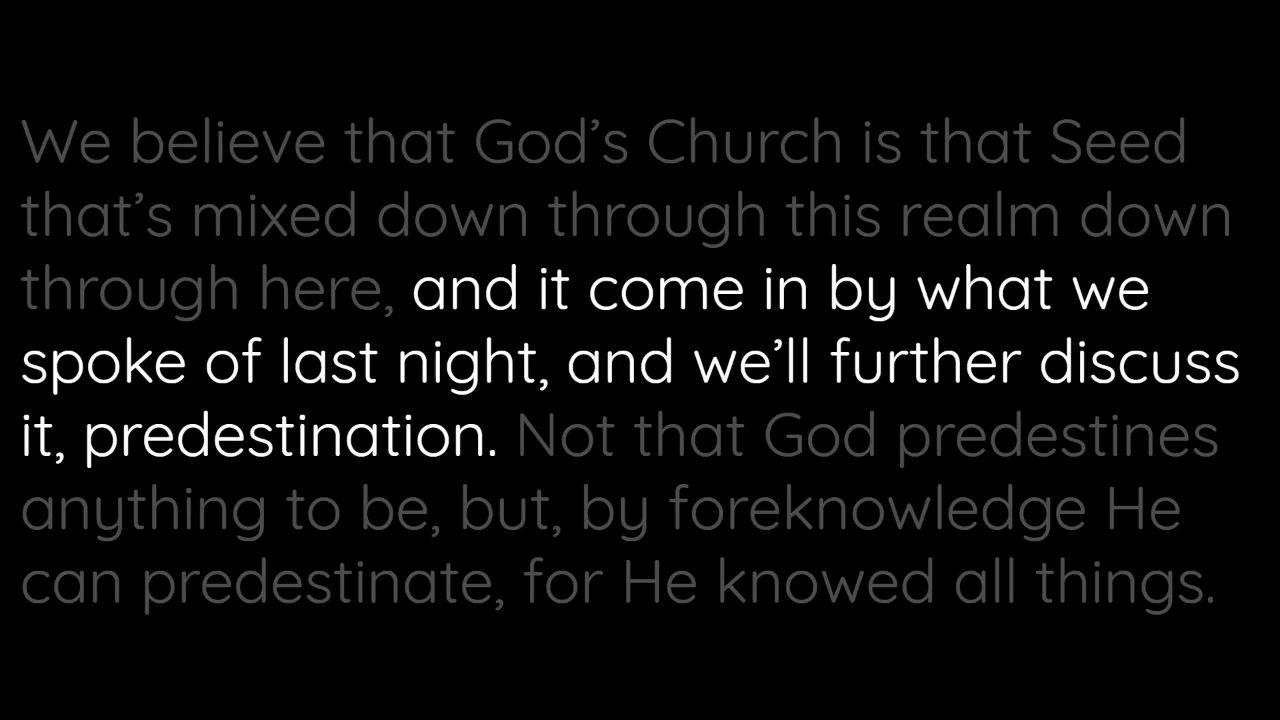 We believe that God’s Church is that Seed
that’s mixed down through this realm down
through here, and it come in by what we
spoke of last night, and we’ll further discuss
it, predestination. Not that God predestines
anything to be, but, by foreknowledge He
can predestinate, for He knowed all things.